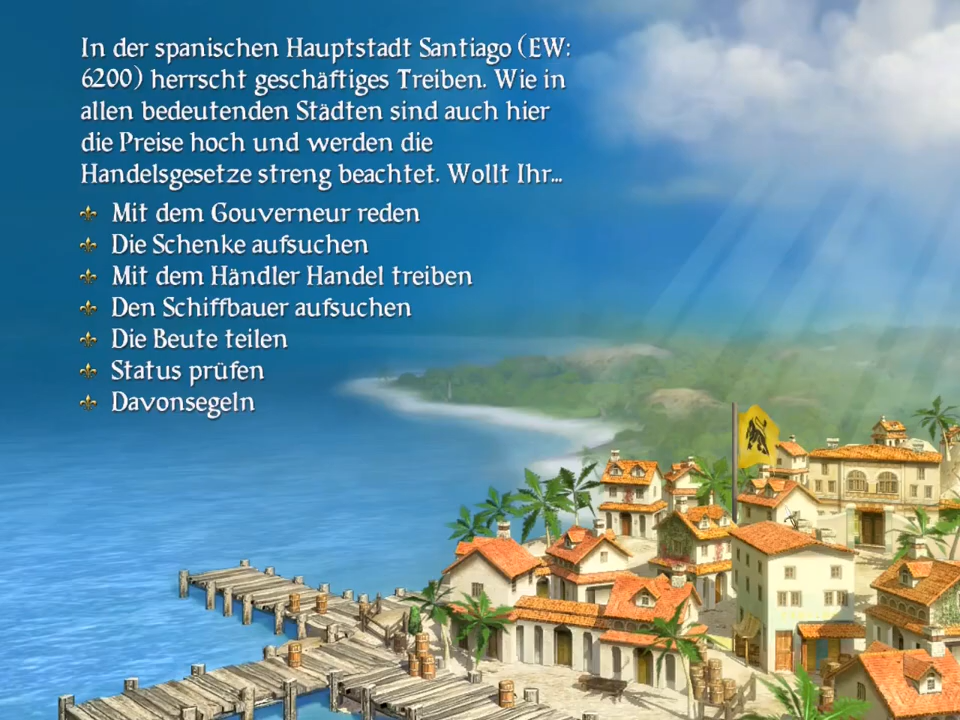 In der spanischen Hauptstadt Santiago (EW:
6200) herrscht geschäftiges Treiben. Wie in
allen bedeutenden Städten sind auch hier
die Preise hoch und werden die
Handelsgesetze streng beachtet. Wollt Ihr...
Mit dem Gouverneur reden
Die Schenke aufsuchen
Mit dem Händler Handel treiben
Den Schiffbauer aufsuchen
Die Beute teilen
Status prüfen
Davonsegeln